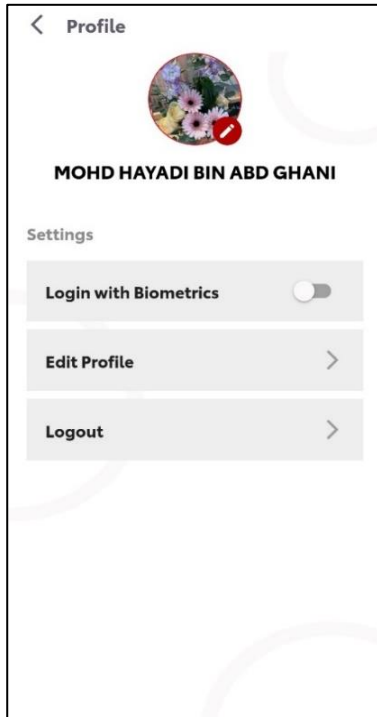 Profile
MOHD HAYADI BIN ABD GHANI
Settings
Login with Biometrics
Edit Profile
Logout